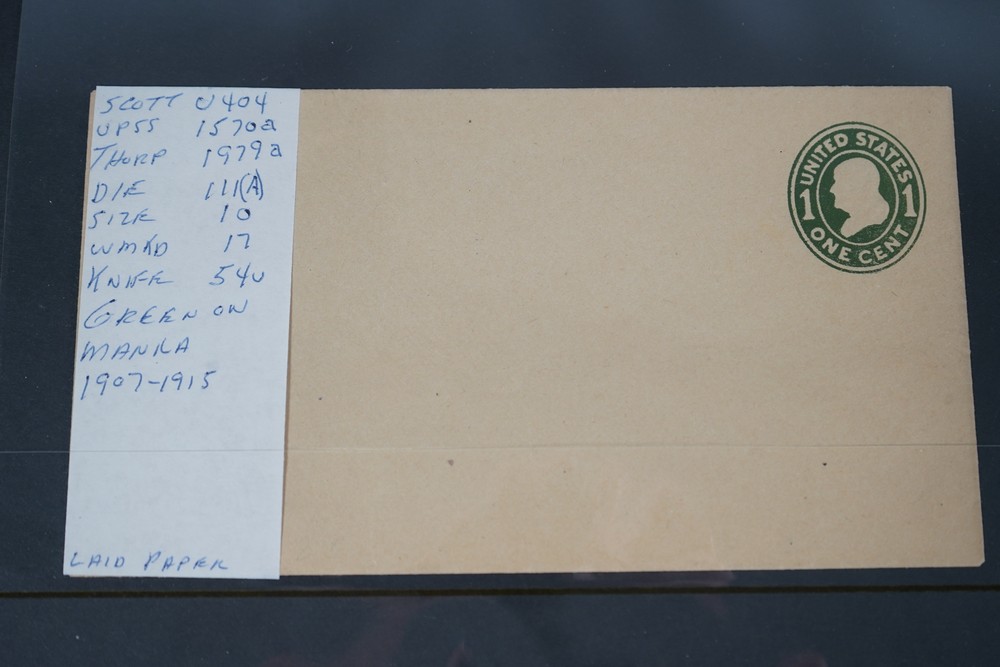 SCOTT U404
UPSS 1570a
THORP 1979a
DIE 111(A)
SIZE 10
WMKD 17
KNIFE 54U
GREEN ON
MANILA
1907-1915
LAID PAPER
UNITED STATES
1 1
ONE CENT